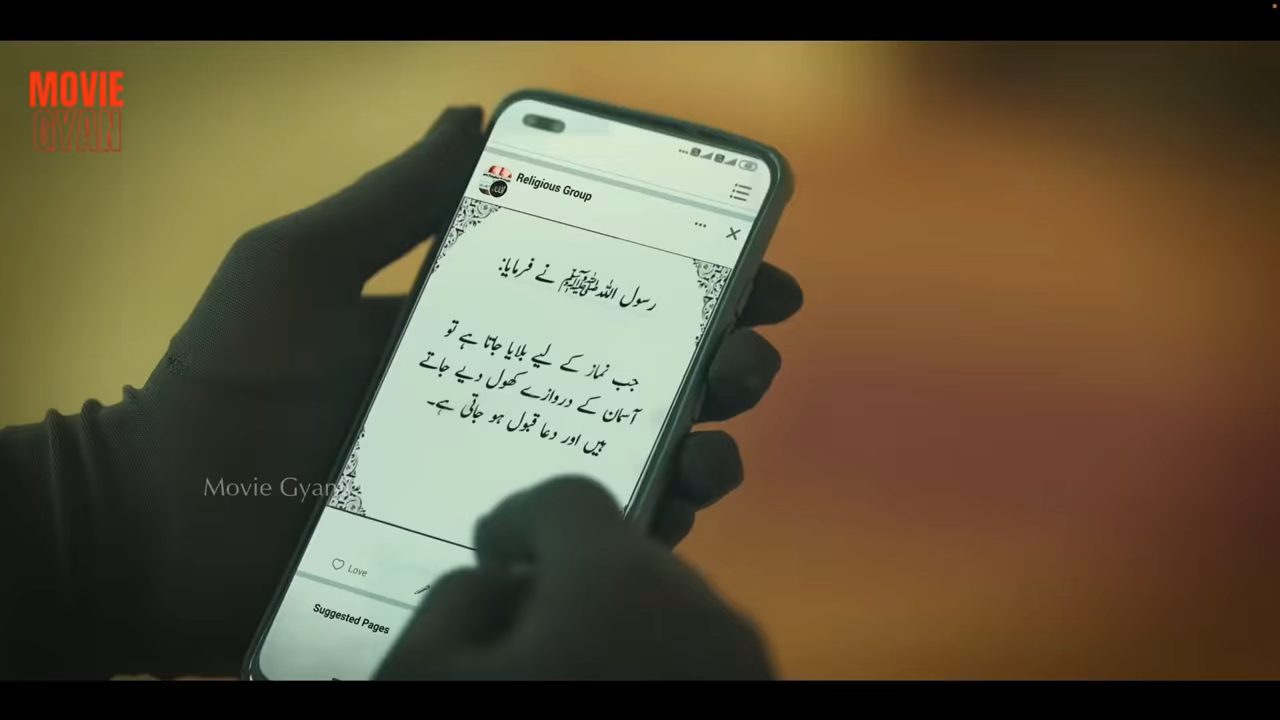 MOVIE
GYAN
Religious Group
رسول اللہ ﷺ نے فرمایا:
جب نماز کے لیے بلایا جاتا ہے تو
آسمان کے دروازے کھول دیے جاتے
ہیں اور دعا قبول ہو جاتی ہے۔
Movie Gyan
Love
Suggested Pages